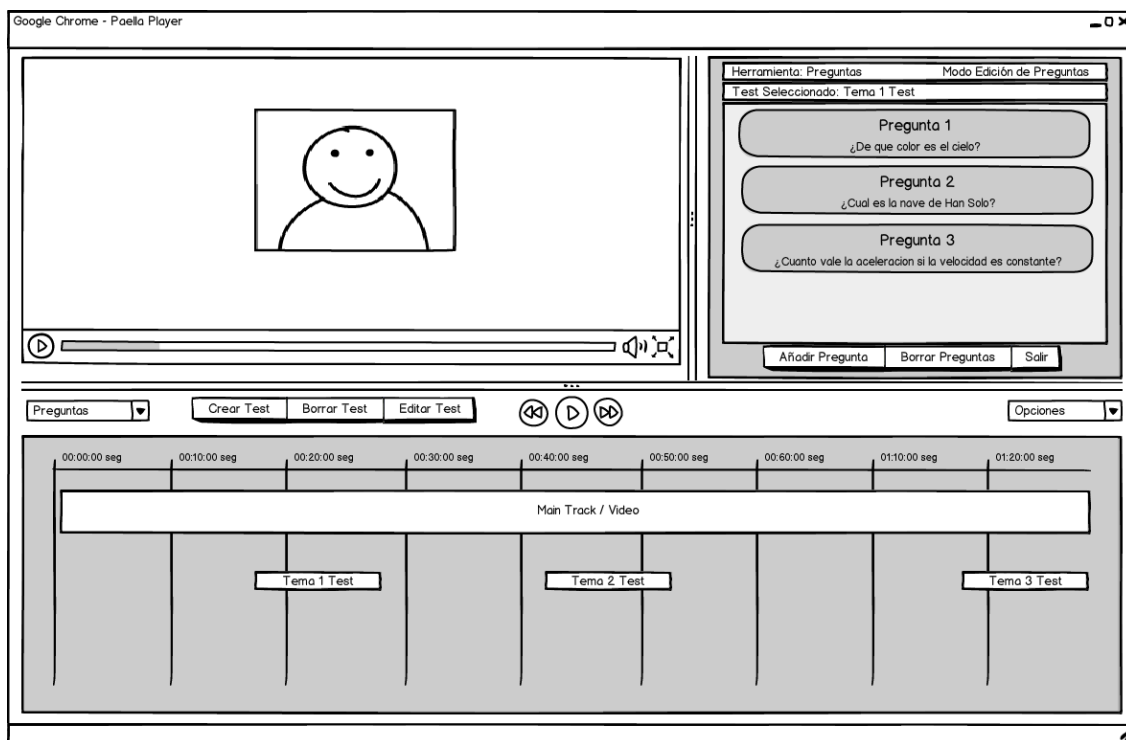 Google Chrome - Paella Player
Herramienta: Preguntas Modo Edición de Preguntas
Test Seleccionado: Tema 1 Test
Pregunta 1
¿De que color es el cielo?
Pregunta 2
¿Cual es la nave de Han Solo?
Pregunta 3
¿Cuanto vale la aceleracion si la velocidad es constante?
Añadir Pregunta Borrar Preguntas Salir
Preguntas Crear Test Borrar Test Editar Test Opciones
00:00:00 seg 00:10:00 seg 00:20:00 seg 00:30:00 seg 00:40:00 seg 00:50:00 seg 00:60:00 seg 01:10:00 seg 01:20:00 seg
Main Track / Video
Tema 1 Test Tema 2 Test Tema 3 Test